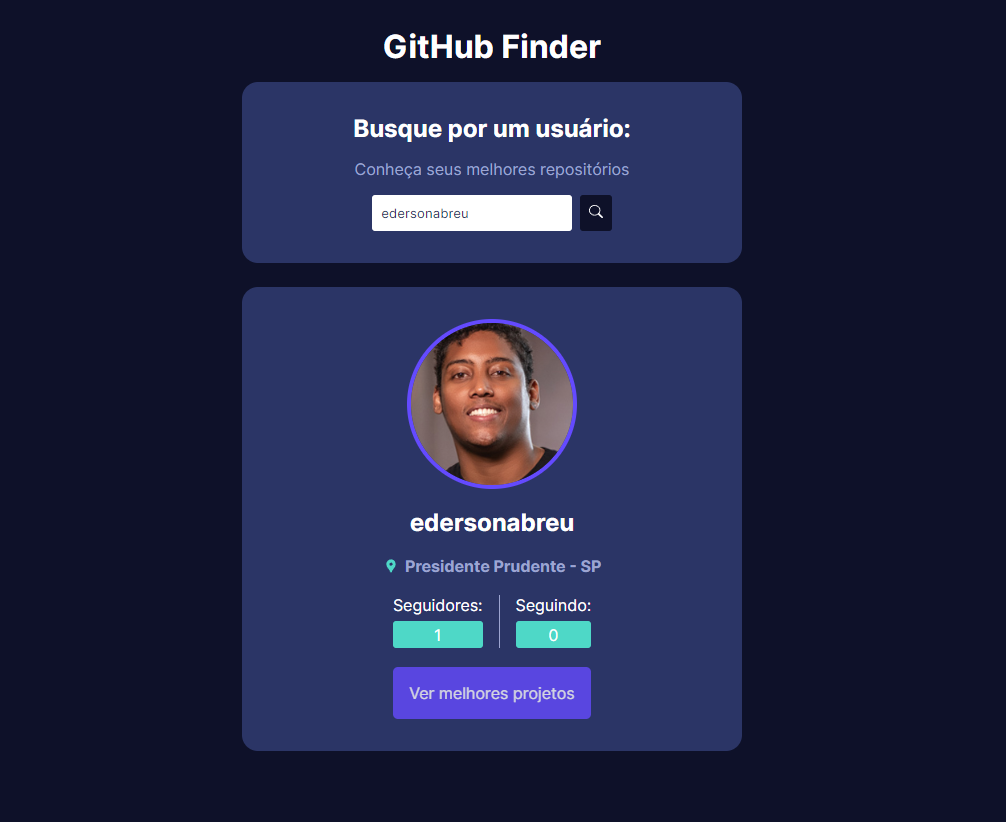 GitHub Finder
Busque por um usuário:
Conheça seus melhores repositórios
edersonabreu
edersonabreu
Presidente Prudente - SP
Seguidores: Seguindo:
1 0
Ver melhores projetos